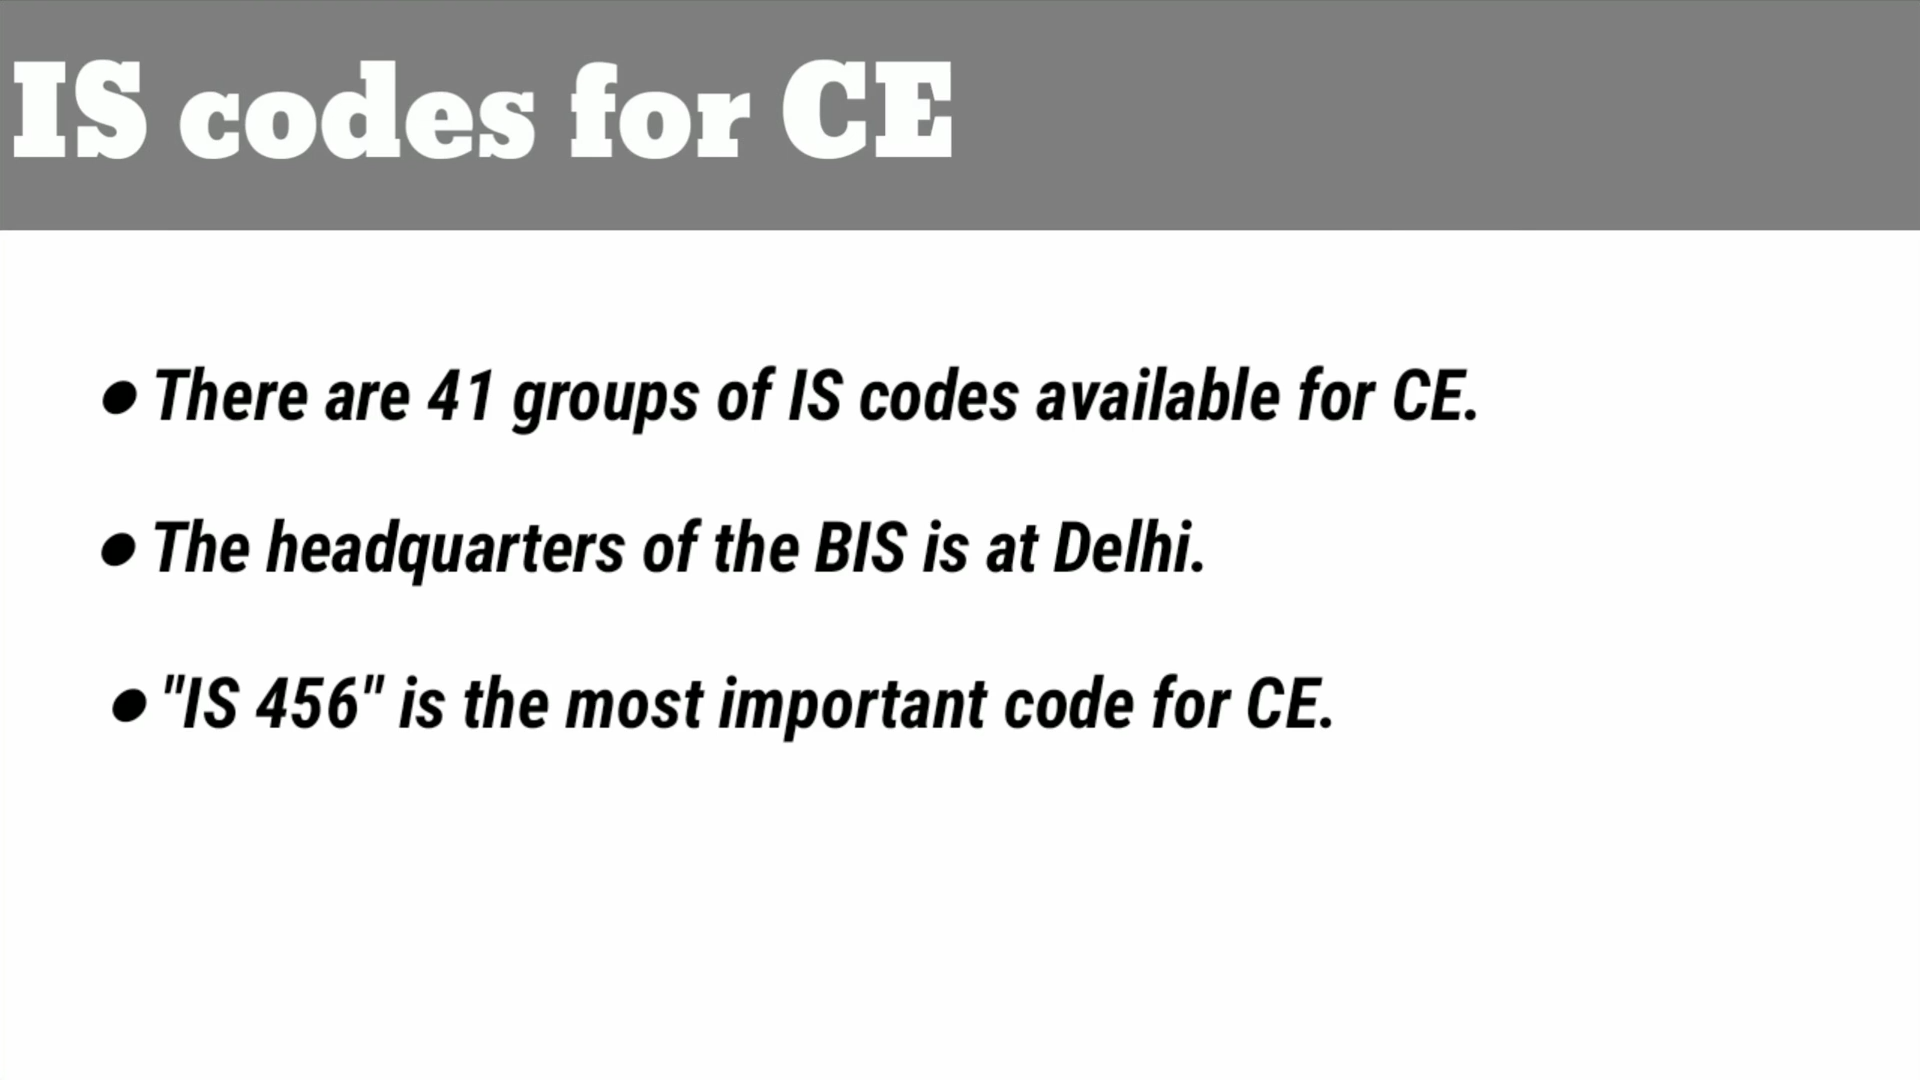 IS codes for CE
● There are 41 groups of IS codes available for CE.
● The headquarters of the BIS is at Delhi.
● "IS 456" is the most important code for CE.